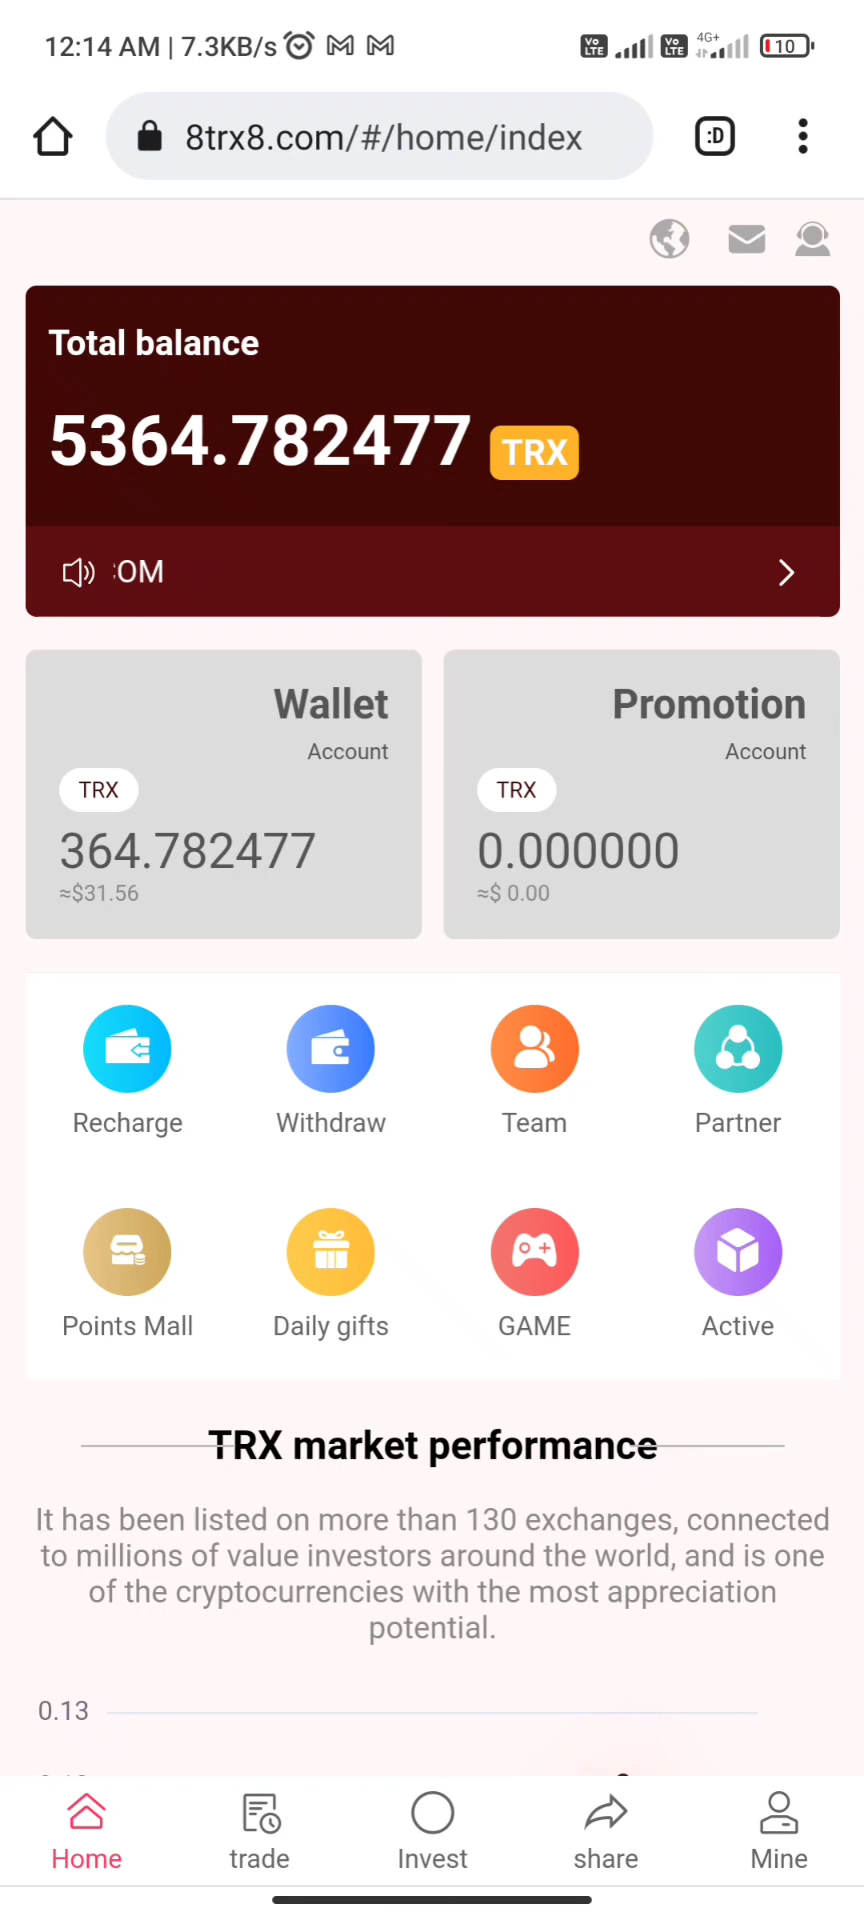 12:14 AM | 7.3KB/s
Vo LTE Vo LTE 4G+ 10
8trx8.com/#/home/index
:D
Total balance
5364.782477 TRX
OM
Wallet
Account
TRX
364.782477
≈$31.56
Promotion
Account
TRX
0.000000
≈$ 0.00
Recharge Withdraw Team Partner
Points Mall Daily gifts GAME Active
TRX market performance
It has been listed on more than 130 exchanges, connected
to millions of value investors around the world, and is one
of the cryptocurrencies with the most appreciation
potential.
0.13
Home trade Invest share Mine